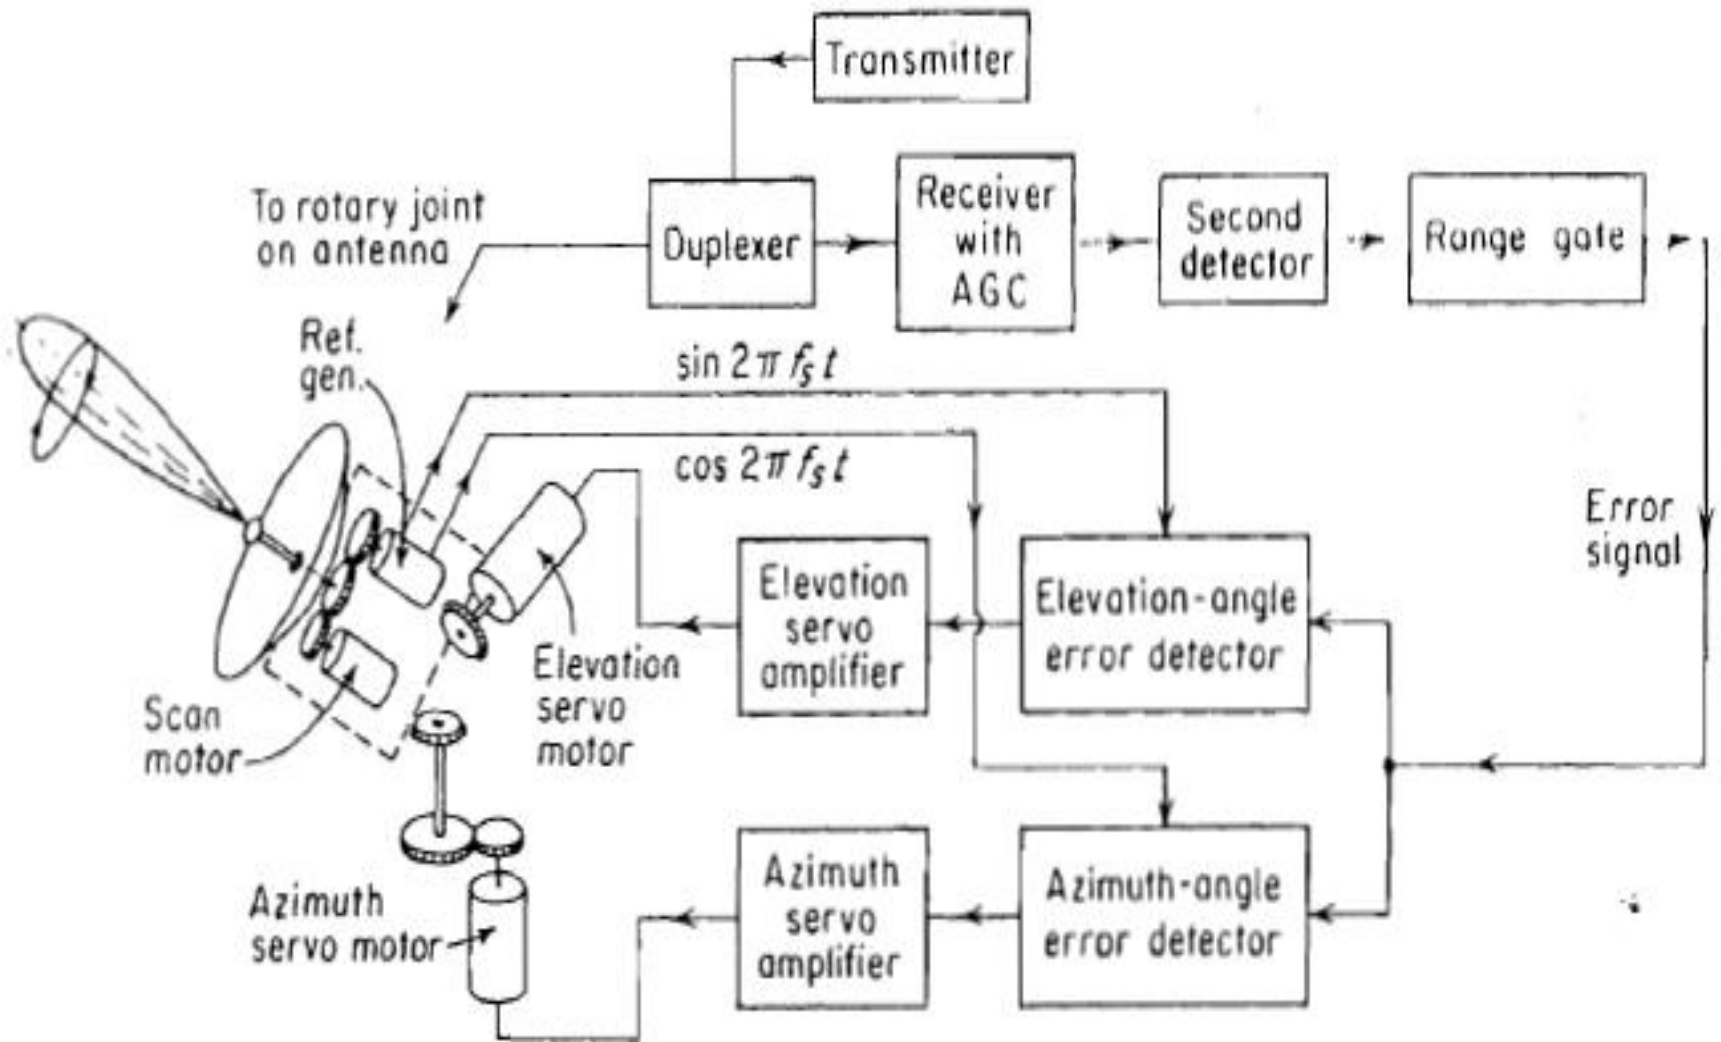 Transmitter
To rotary joint
on antenna
Duplexer
Receiver
with
AGC
Second
detector
Range gate
Ref.
gen.
sin 2π fₛ t
cos 2π fₛ t
Error
signal
Elevation
servo
amplifier
Elevation-angle
error detector
Elevation
servo
motor
Scan
motor
Azimuth
servo motor
Azimuth
servo
amplifier
Azimuth-angle
error detector